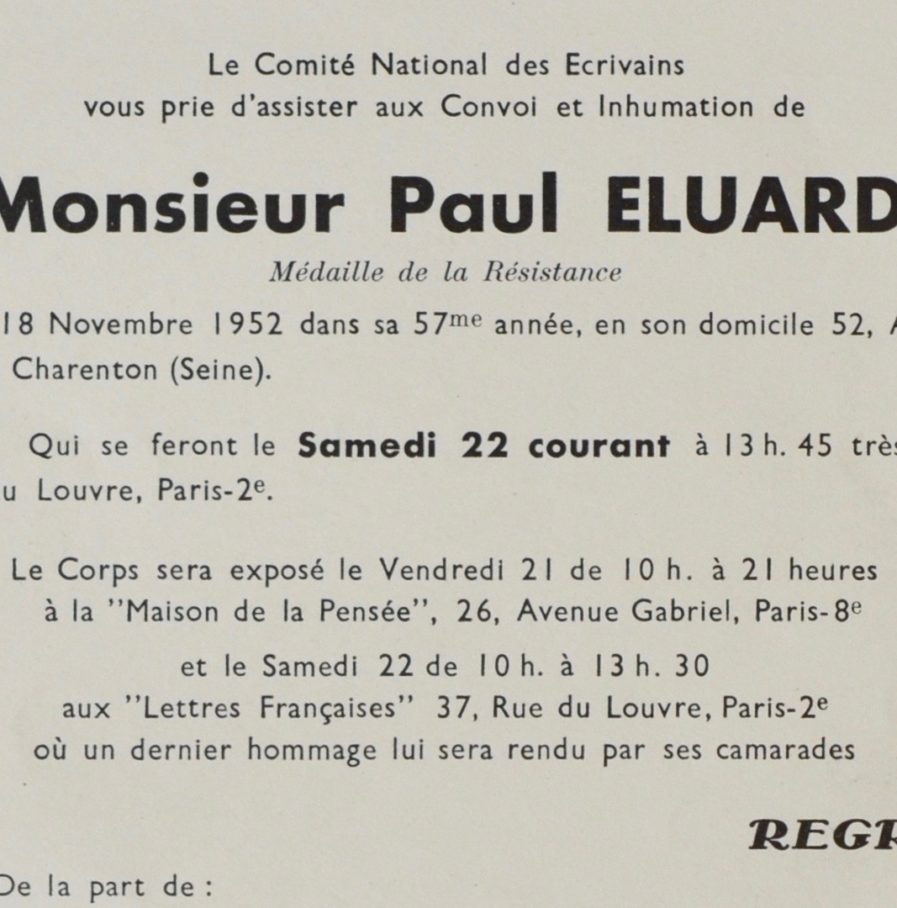 Le Comité National des Ecrivains
vous prie d'assister aux Convoi et Inhumation de
Monsieur Paul ELUARD
Médaille de la Résistance
18 Novembre 1952 dans sa 57me année, en son domicile 52,
Charenton (Seine).
Qui se feront le Samedi 22 courant à 13 h. 45
Louvre, Paris-2e.
Le Corps sera exposé le Vendredi 21 de 10 h. à 21 heures
à la "Maison de la Pensée", 26, Avenue Gabriel, Paris-8e
et le Samedi 22 de 10 h. à 13 h. 30
aux "Lettres Françaises" 37, Rue du Louvre, Paris-2e
où un dernier hommage lui sera rendu par ses camarades
De la part de :